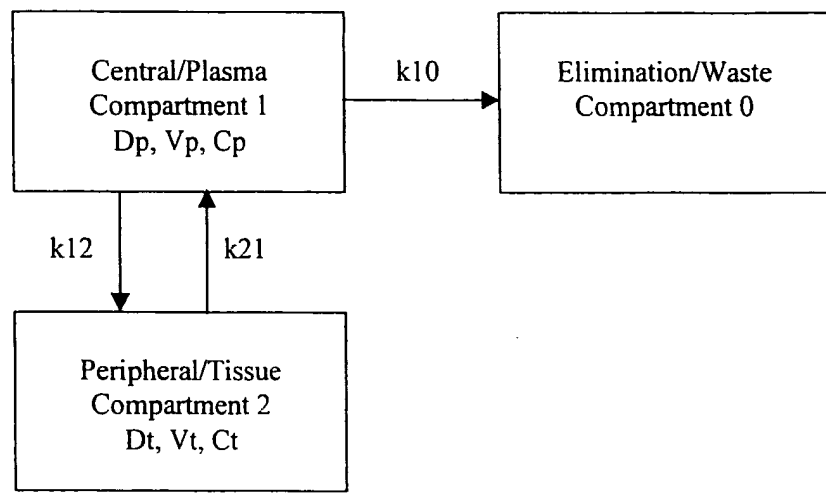 Central/Plasma
Compartment 1
Dp, Vp, Cp
k10
Elimination/Waste
Compartment 0
k12
k21
Peripheral/Tissue
Compartment 2
Dt, Vt, Ct